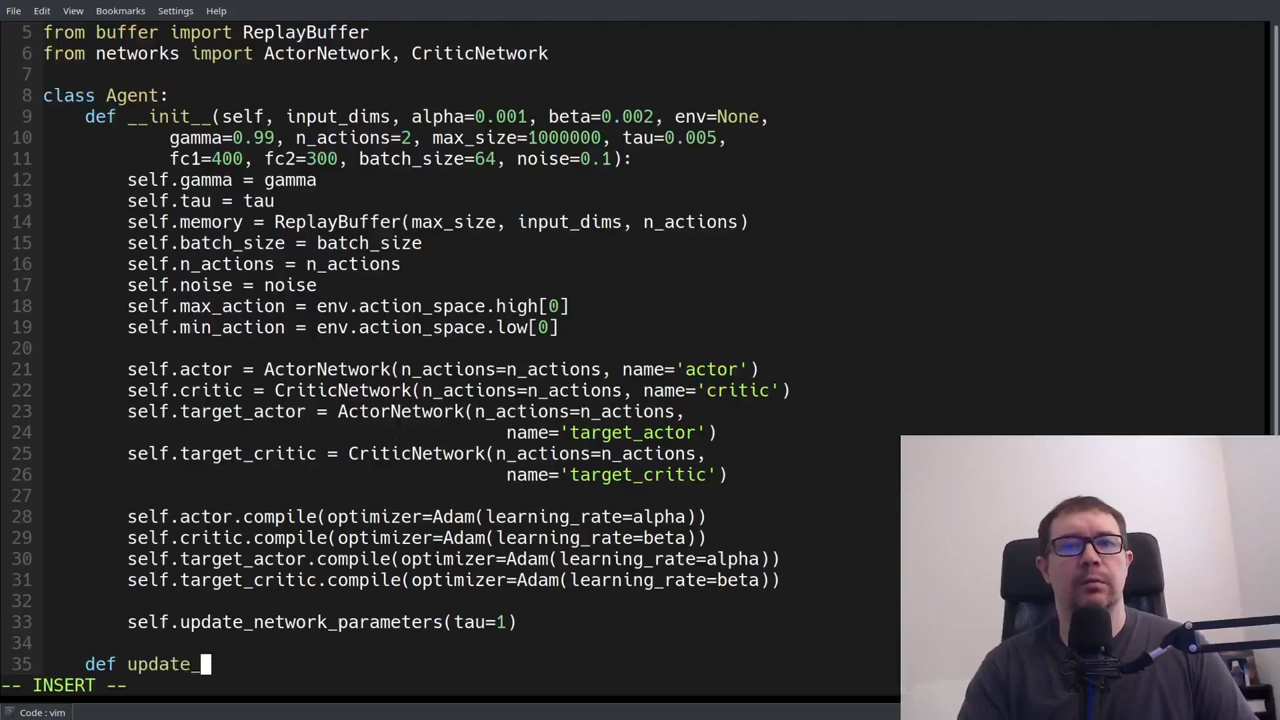 File Edit View Bookmarks Settings Help
5 from buffer import ReplayBuffer
6 from networks import ActorNetwork, CriticNetwork
7
8 class Agent:
9     def __init__(self, input_dims, alpha=0.001, beta=0.002, env=None,
10             gamma=0.99, n_actions=2, max_size=1000000, tau=0.005,
11             fc1=400, fc2=300, batch_size=64, noise=0.1):
12         self.gamma = gamma
13         self.tau = tau
14         self.memory = ReplayBuffer(max_size, input_dims, n_actions)
15         self.batch_size = batch_size
16         self.n_actions = n_actions
17         self.noise = noise
18         self.max_action = env.action_space.high[0]
19         self.min_action = env.action_space.low[0]
20
21         self.actor = ActorNetwork(n_actions=n_actions, name='actor')
22         self.critic = CriticNetwork(n_actions=n_actions, name='critic')
23         self.target_actor = ActorNetwork(n_actions=n_actions,
24                                             name='target_actor')
25         self.target_critic = CriticNetwork(n_actions=n_actions,
26                                             name='target_critic')
27
28         self.actor.compile(optimizer=Adam(learning_rate=alpha))
29         self.critic.compile(optimizer=Adam(learning_rate=beta))
30         self.target_actor.compile(optimizer=Adam(learning_rate=alpha))
31         self.target_critic.compile(optimizer=Adam(learning_rate=beta))
32
33         self.update_network_parameters(tau=1)
34
35     def update_
-- INSERT --
Code : vim